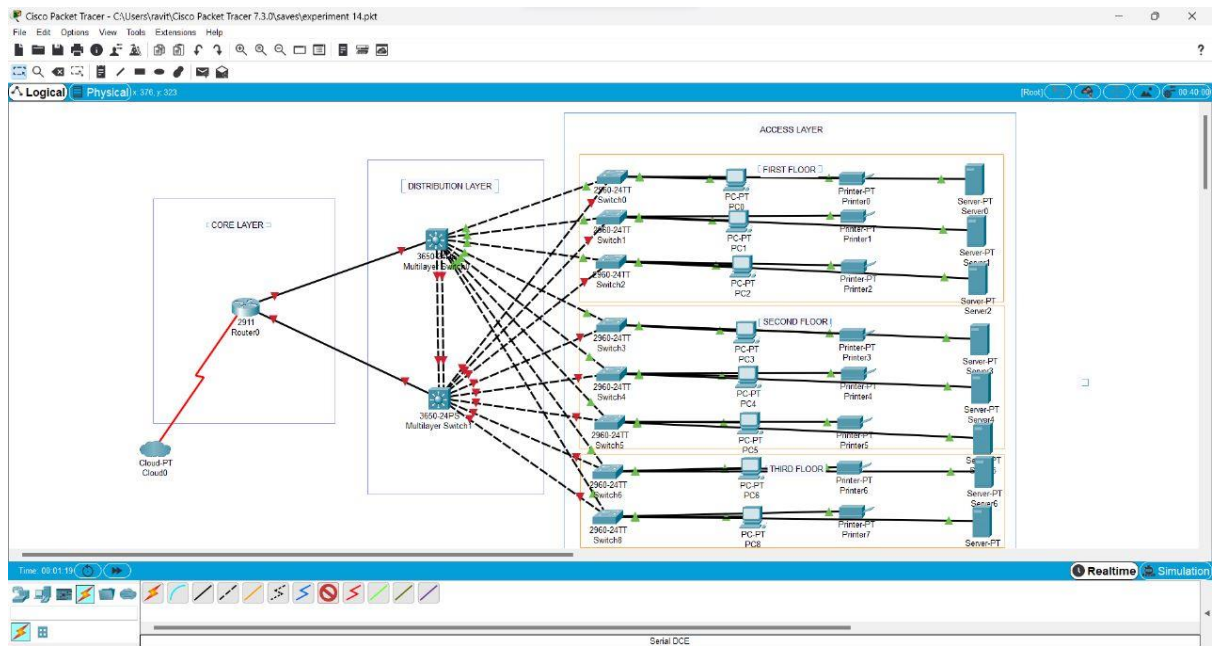 Cisco Packet Tracer - C:\Users\ravit\Cisco Packet Tracer 7.3.0\saves\experiment 14.pkt
File Edit Options View Tools Extensions Help
?
Logical Physical x: 376, y: 323 [Root] 00:40:00
ACCESS LAYER
DISTRIBUTION LAYER
CORE LAYER
FIRST FLOOR
2960-24TT
Switch0
PC-PT
PC0
Printer-PT
Printer0
Server-PT
Server0
2960-24TT
Switch1
PC-PT
PC1
Printer-PT
Printer1
Server-PT
Server1
2960-24TT
Switch2
PC-PT
PC2
Printer-PT
Printer2
Server-PT
Server2
Multilayer Switch0
2911
Router0
SECOND FLOOR
2960-24TT
Switch3
PC-PT
PC3
Printer-PT
Printer3
Server-PT
Server3
2960-24TT
Switch4
PC-PT
PC4
Printer-PT
Printer4
Server-PT
Server4
3650-24PS
Multilayer Switch1
2960-24TT
Switch5
PC-PT
PC5
Printer-PT
Printer5
Cloud-PT
Cloud0
THIRD FLOOR
2960-24TT
Switch6
PC-PT
PC6
Printer-PT
Printer6
Server-PT
Server6
2960-24TT
Switch8
PC-PT
PC8
Printer-PT
Printer7
Server-PT
Time: 00:01:19 Realtime Simulation
Serial DCE